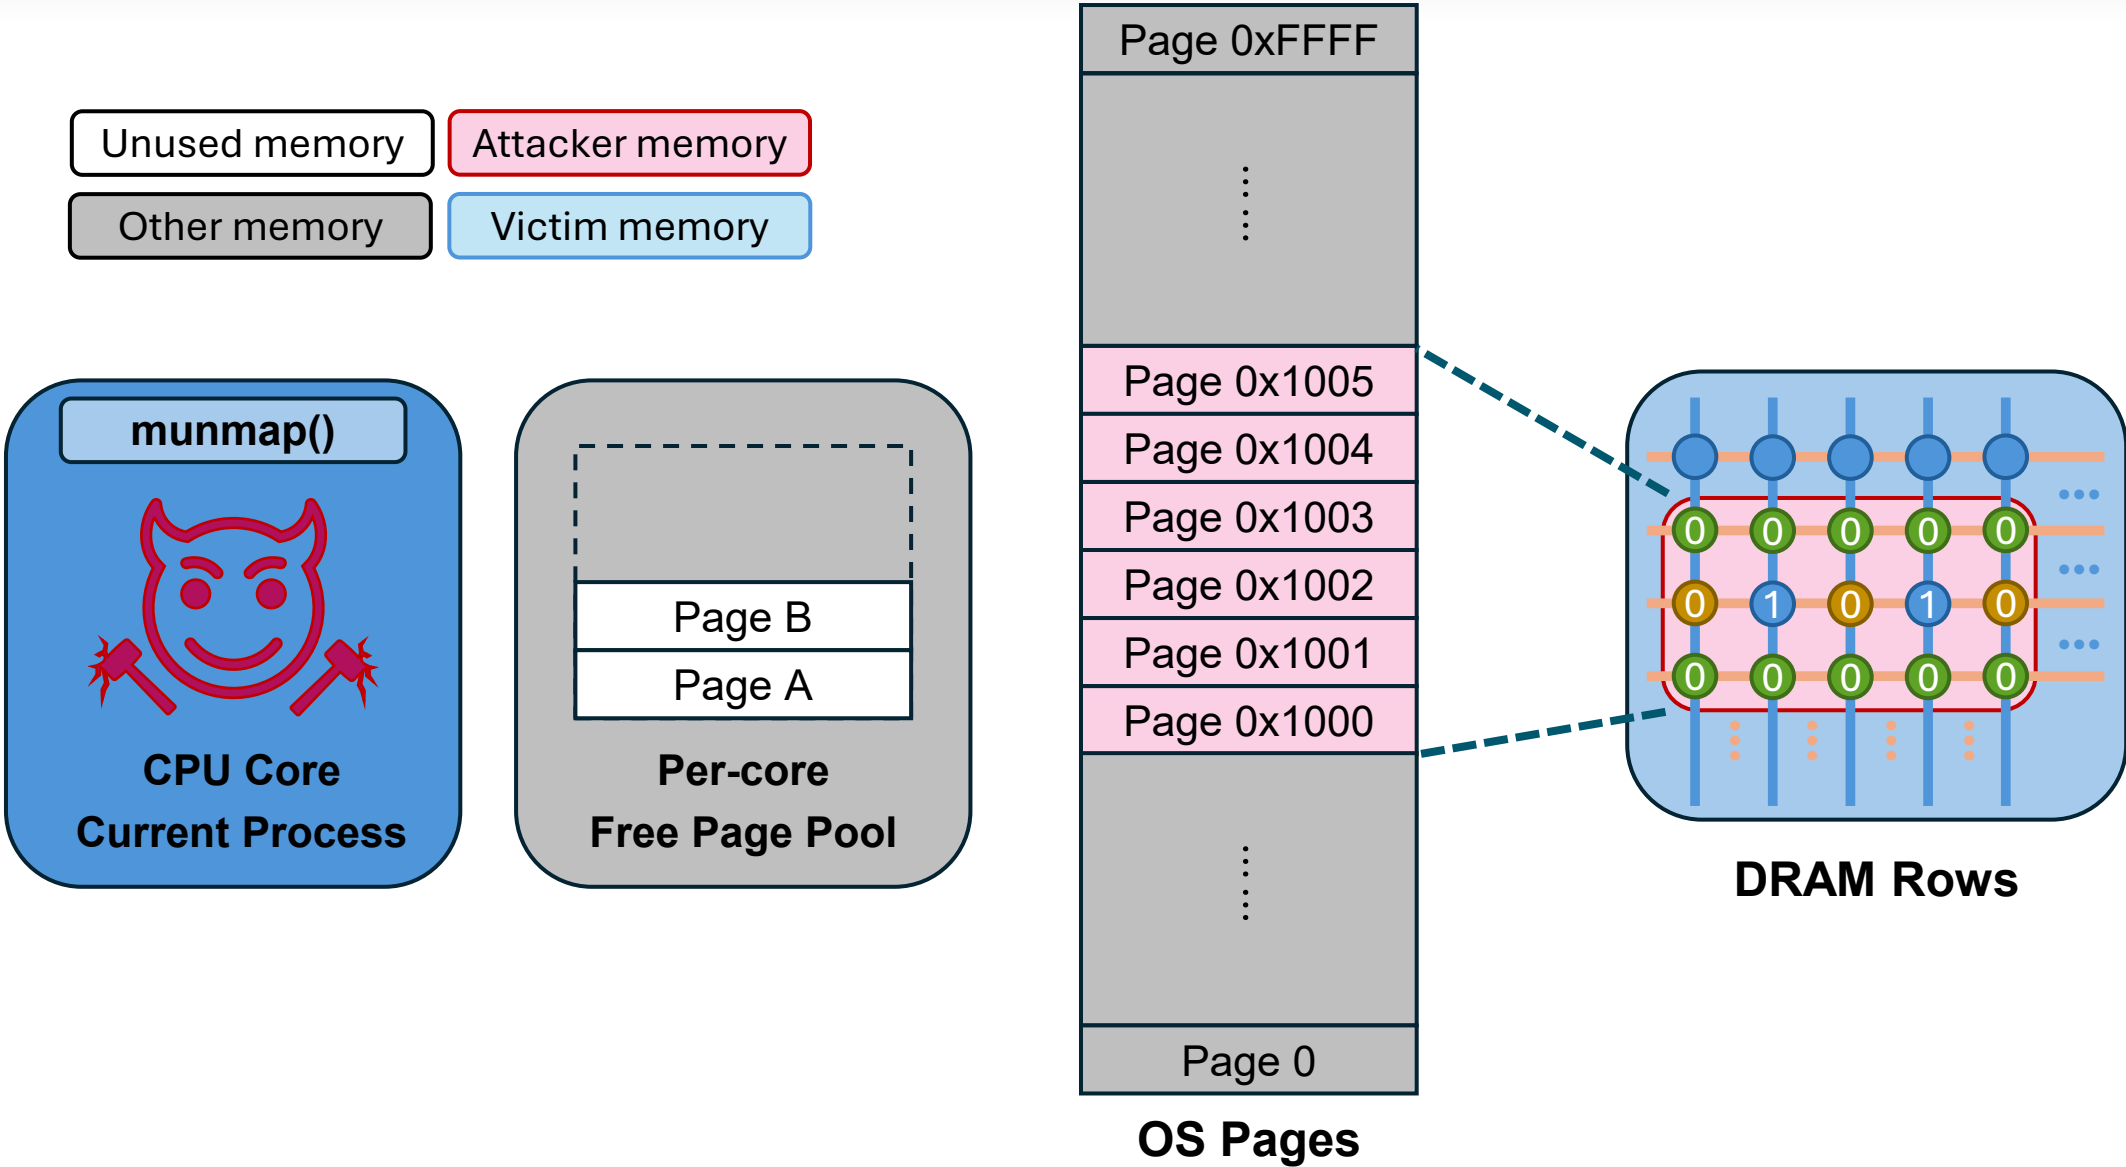 Unused memory
Attacker memory
Other memory
Victim memory
munmap()
CPU Core
Current Process
Page B
Page A
Per-core
Free Page Pool
Page 0xFFFF
Page 0x1005
Page 0x1004
Page 0x1003
Page 0x1002
Page 0x1001
Page 0x1000
Page 0
OS Pages
0 0 0 0 0
0 1 0 1 0
0 0 0 0 0
DRAM Rows